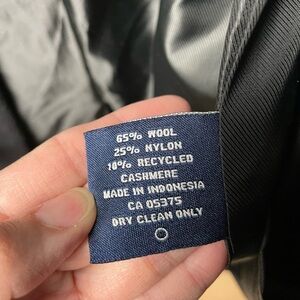 65% WOOL
25% NYLON
10% RECYCLED
CASHMERE
MADE IN INDONESIA
CA 05375
DRY CLEAN ONLY